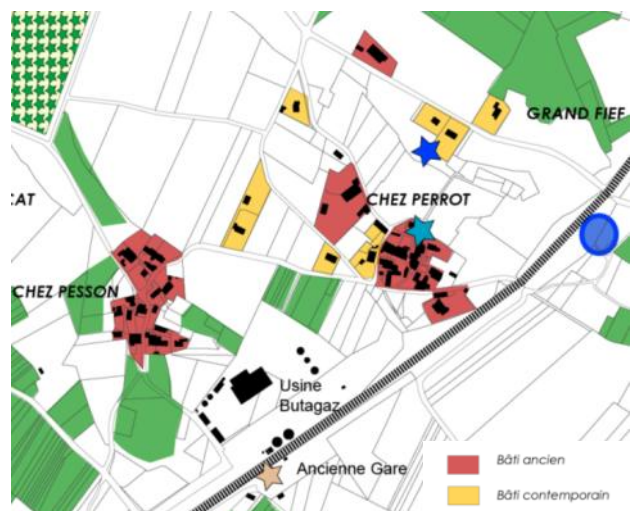 GRAND FIEF
CAT
CHEZ PERROT
CHEZ PESSON
Usine
Butagaz
Ancienne Gare
Bâti ancien
Bâti contemporain